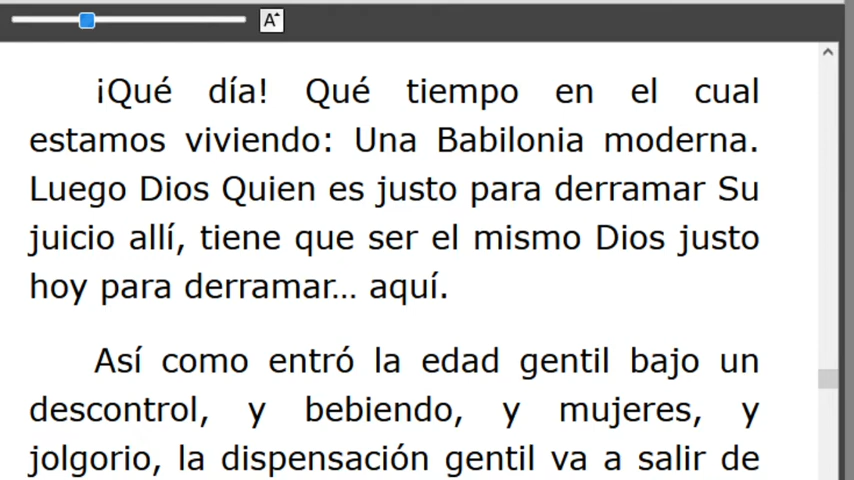 A
¡Qué día! Qué tiempo en el cual
estamos viviendo: Una Babilonia moderna.
Luego Dios Quien es justo para derramar Su
juicio allí, tiene que ser el mismo Dios justo
hoy para derramar… aquí.
Así como entró la edad gentil bajo un
descontrol, y bebiendo, y mujeres, y
jolgorio, la dispensación gentil va a salir de